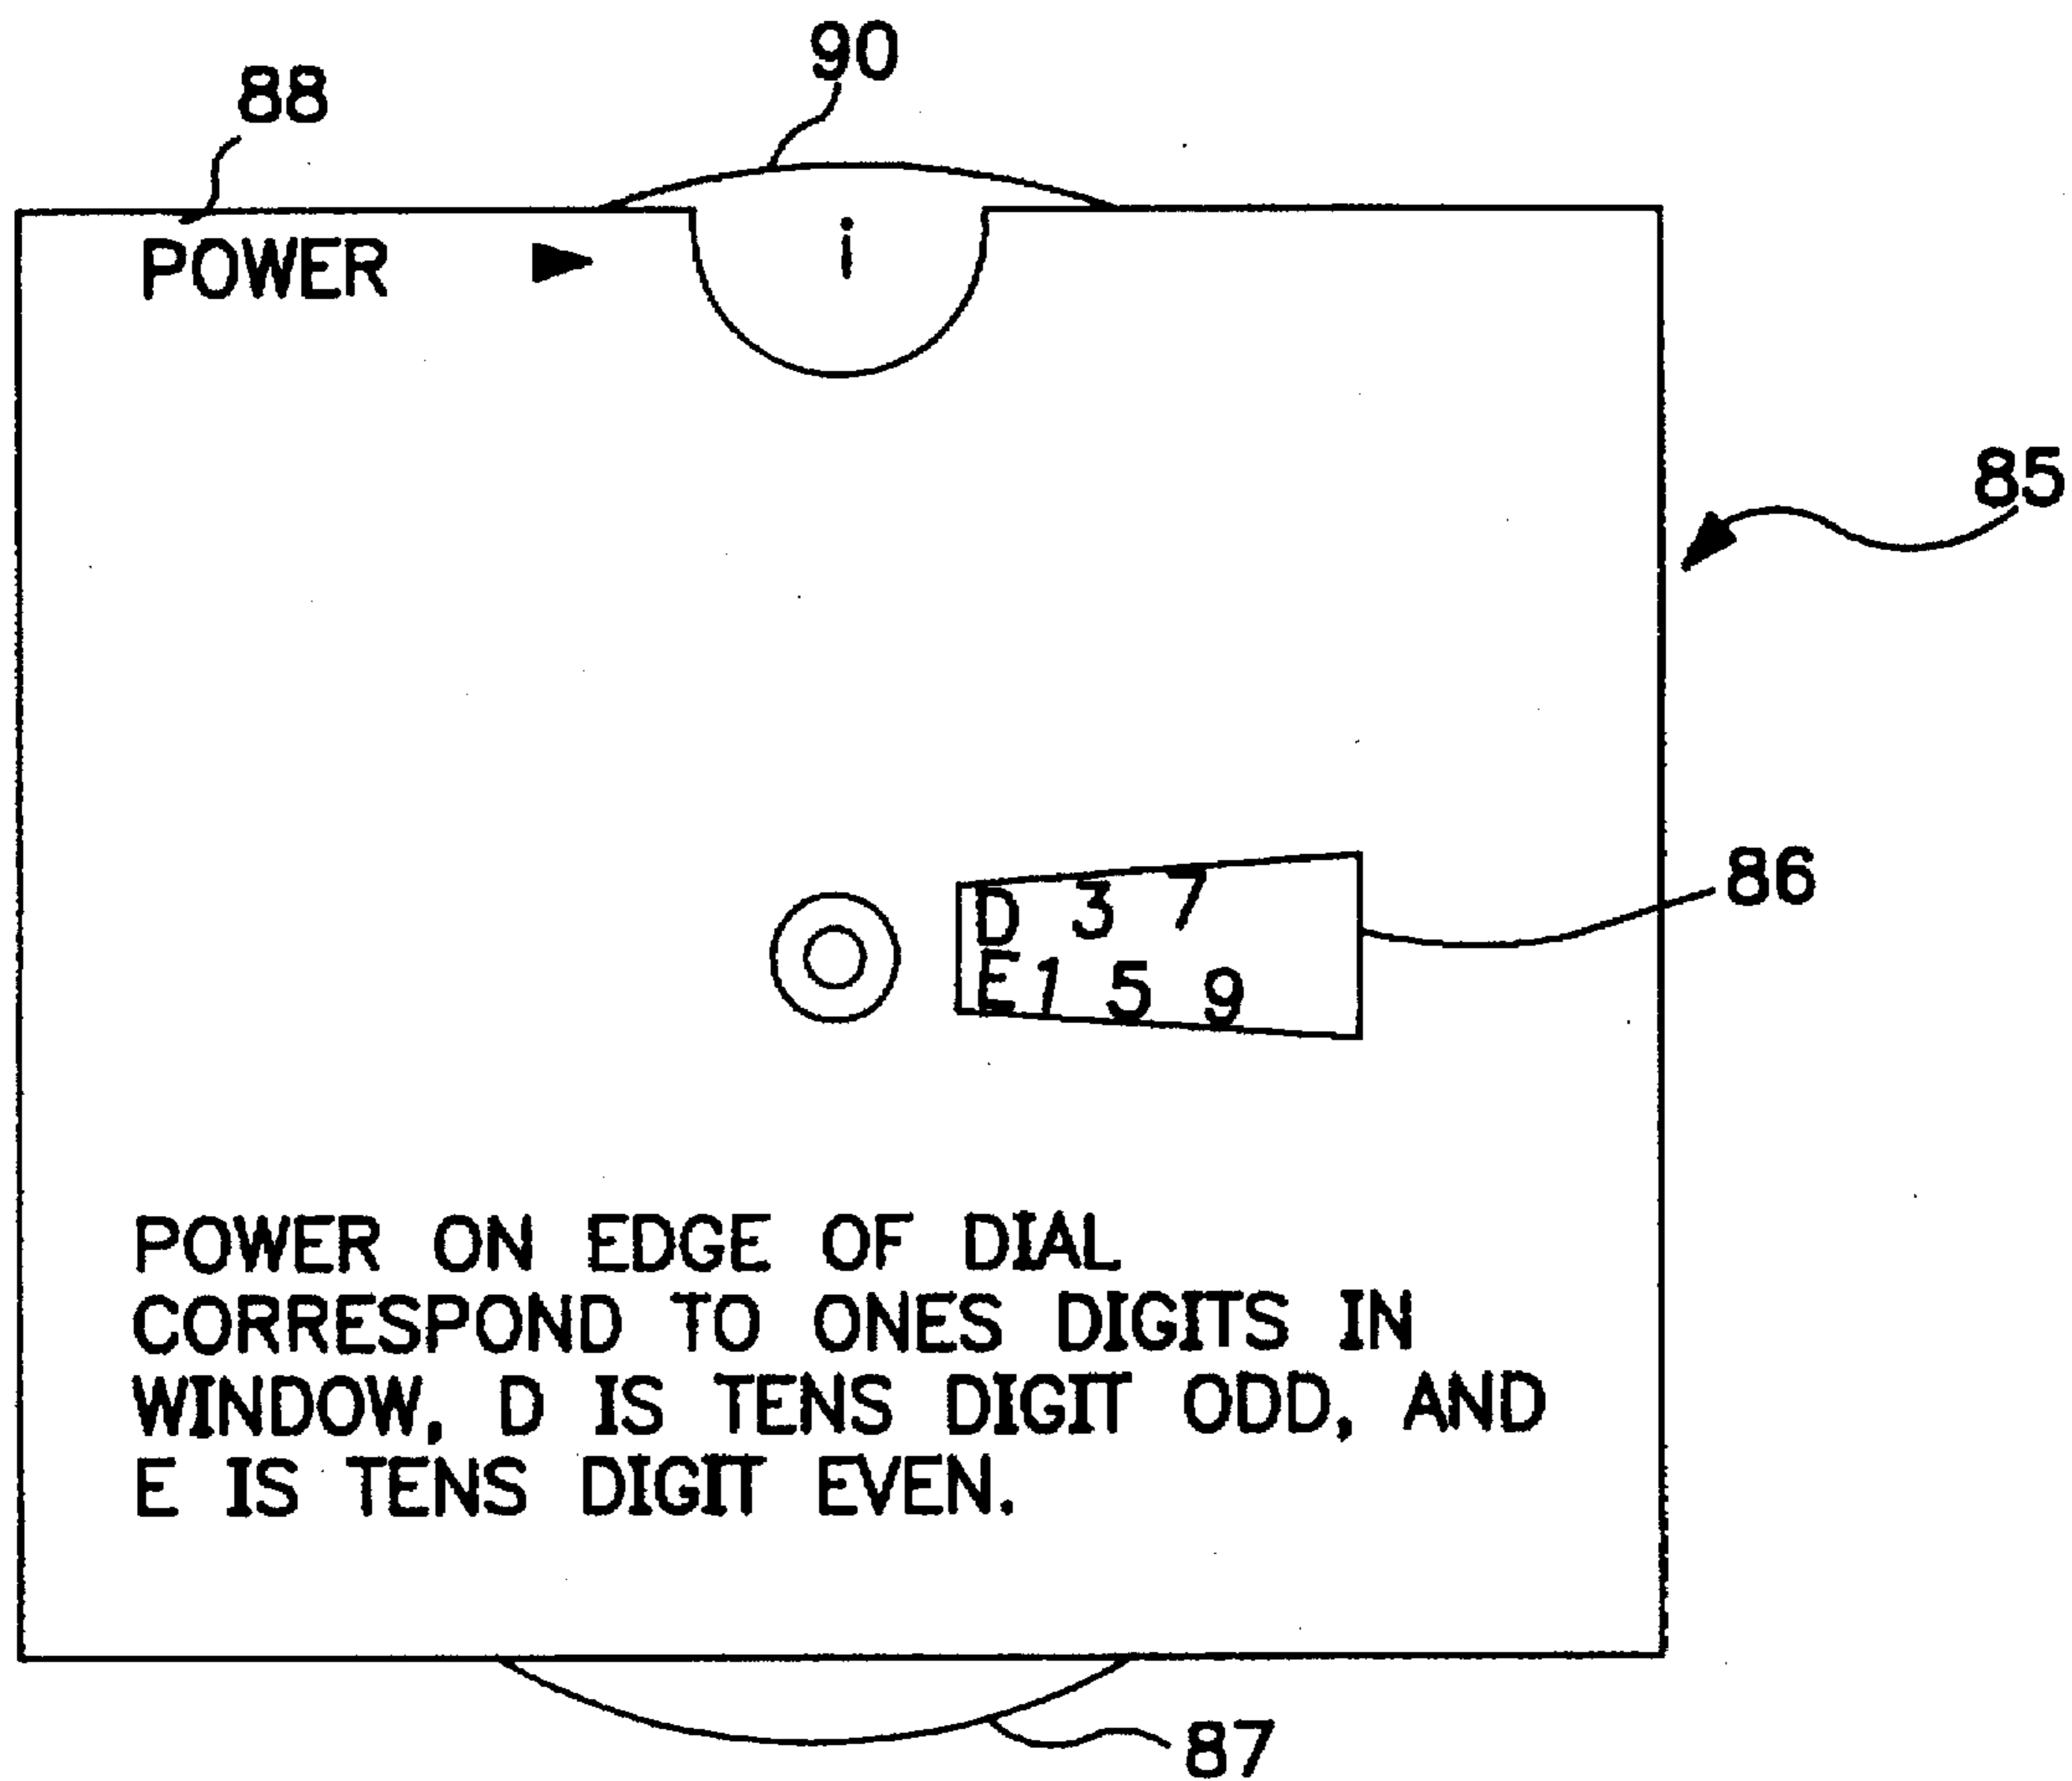 90
88
POWER
i
85
D 3 7
86
E 1 5 9
POWER ON EDGE OF DIAL
CORRESPOND TO ONES DIGITS IN
WINDOW, D IS TENS DIGIT ODD, AND
E IS TENS DIGIT EVEN.
87